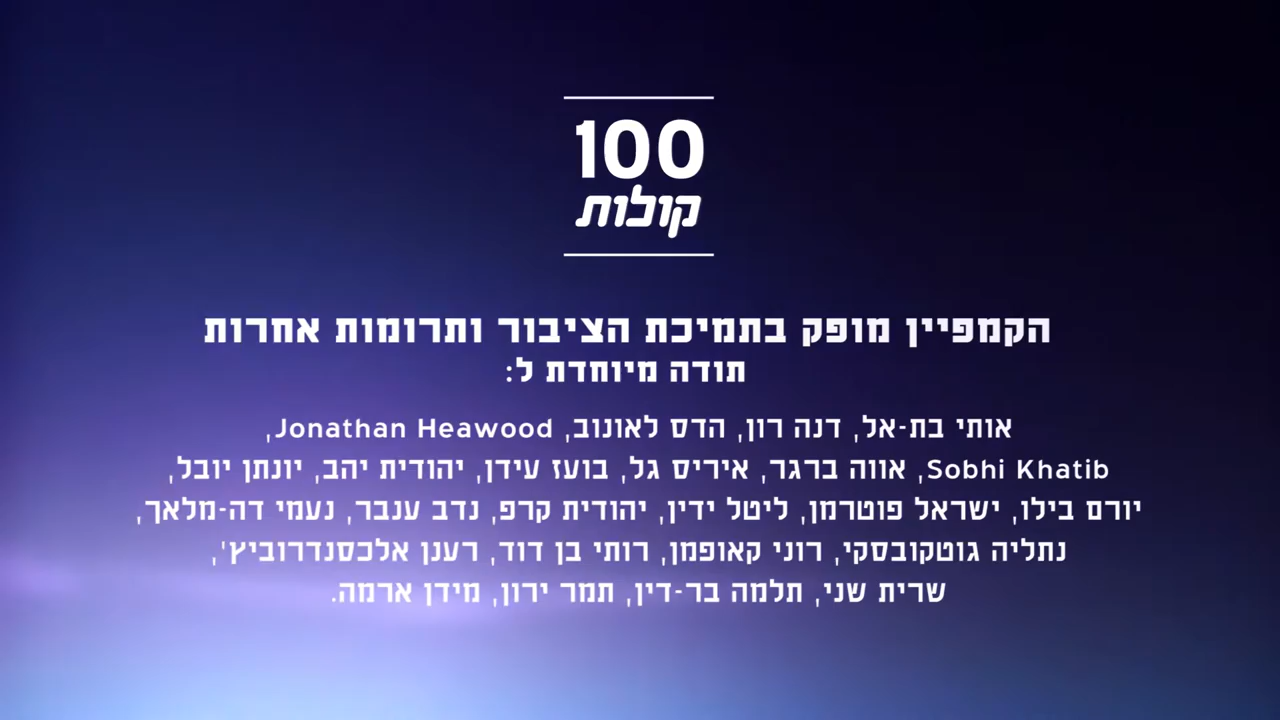 100
קולות
הקמפיין מופק בתמיכת הציבור ותרומות אחרות
תודה מיוחדת ל:
אותי בת-אל, דנה רון, הדס לאונוב, Jonathan Heawood,
Sobhi Khatib, אווה ברגר, איריס גל, בועז עידן, יהודית יהב, יונתן יובל,
יורם בילו, ישראל פוטרמן, ליטל ידין, יהודית קרפ, נדב ענבר, נעמי דה-מלאך,
נתליה גוטקובסקי, רוני קאופמן, רותי בן דוד, רענן אלכסנדרוביץ',
שרית שני, תלמה בר-דין, תמר ירון, מידן ארמה.